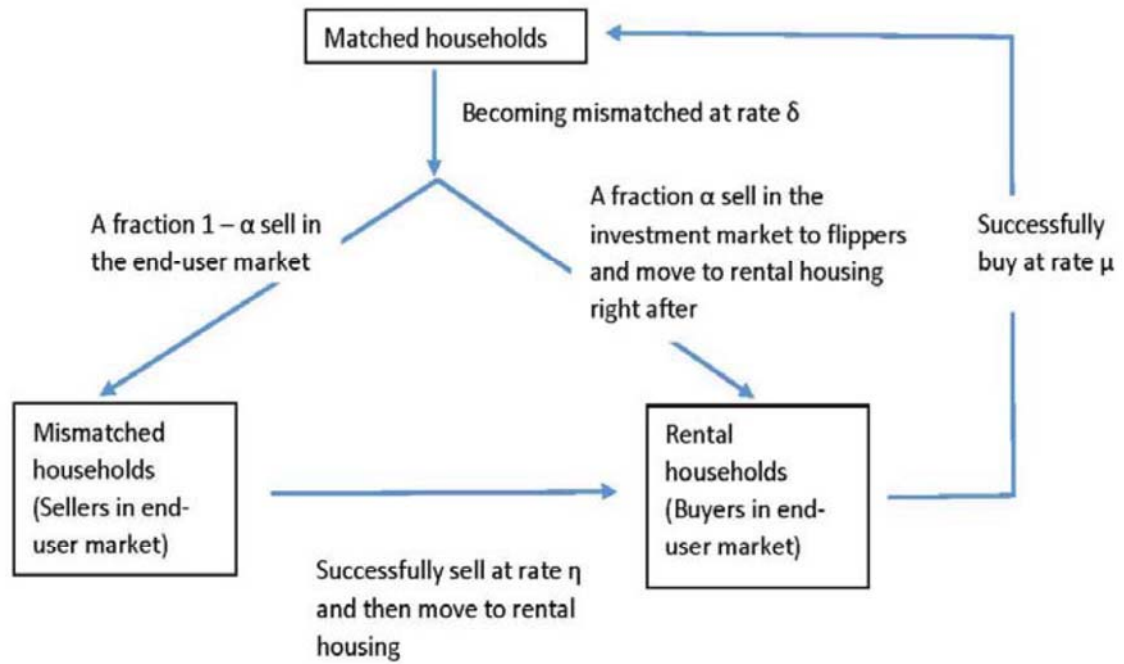 Matched households
Becoming mismatched at rate δ
A fraction 1 – α sell in
the end-user market
A fraction α sell in the
investment market to flippers
and move to rental housing
right after
Successfully
buy at rate μ
Mismatched
households
(Sellers in end-
user market)
Rental
households
(Buyers in end-
user market)
Successfully sell at rate η
and then move to rental
housing